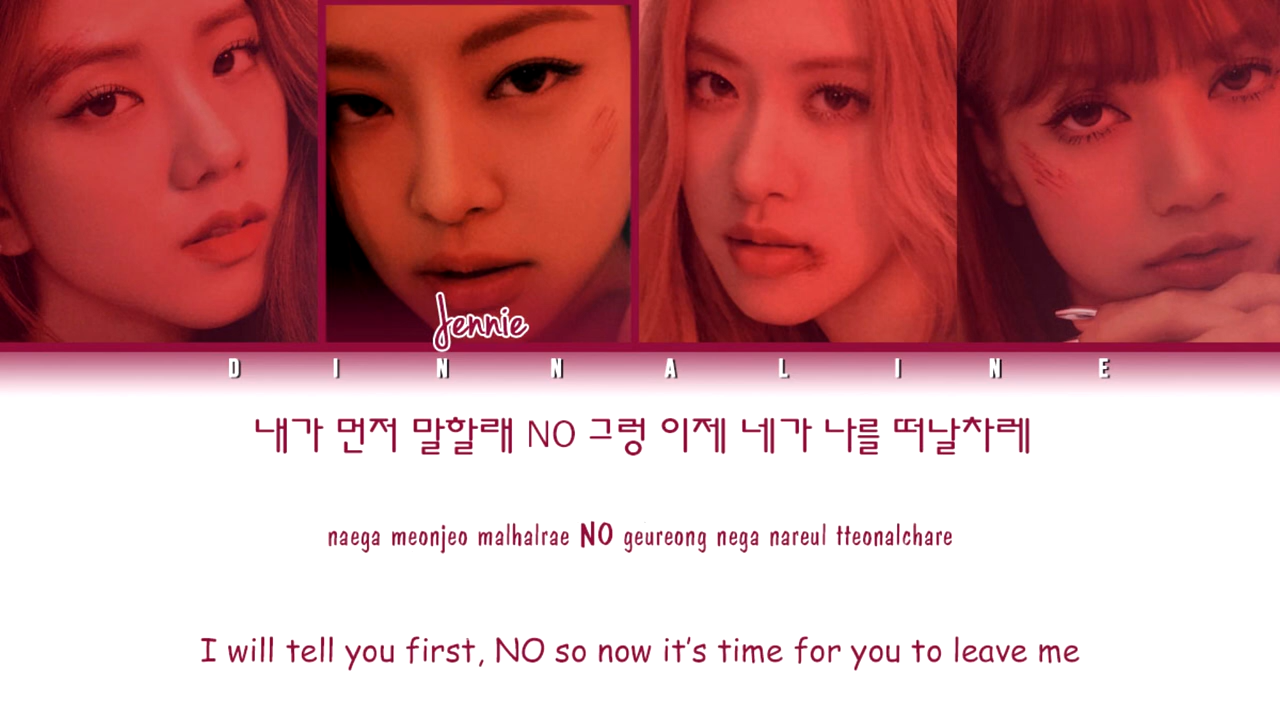 Jennie
DINNALINE
내가 먼저 말할래 NO 그렁 이제 네가 나를 떠날차레
naega meonjeo malhalrae NO geureong nega nareul tteonalchare
I will tell you first, NO so now it's time for you to leave me